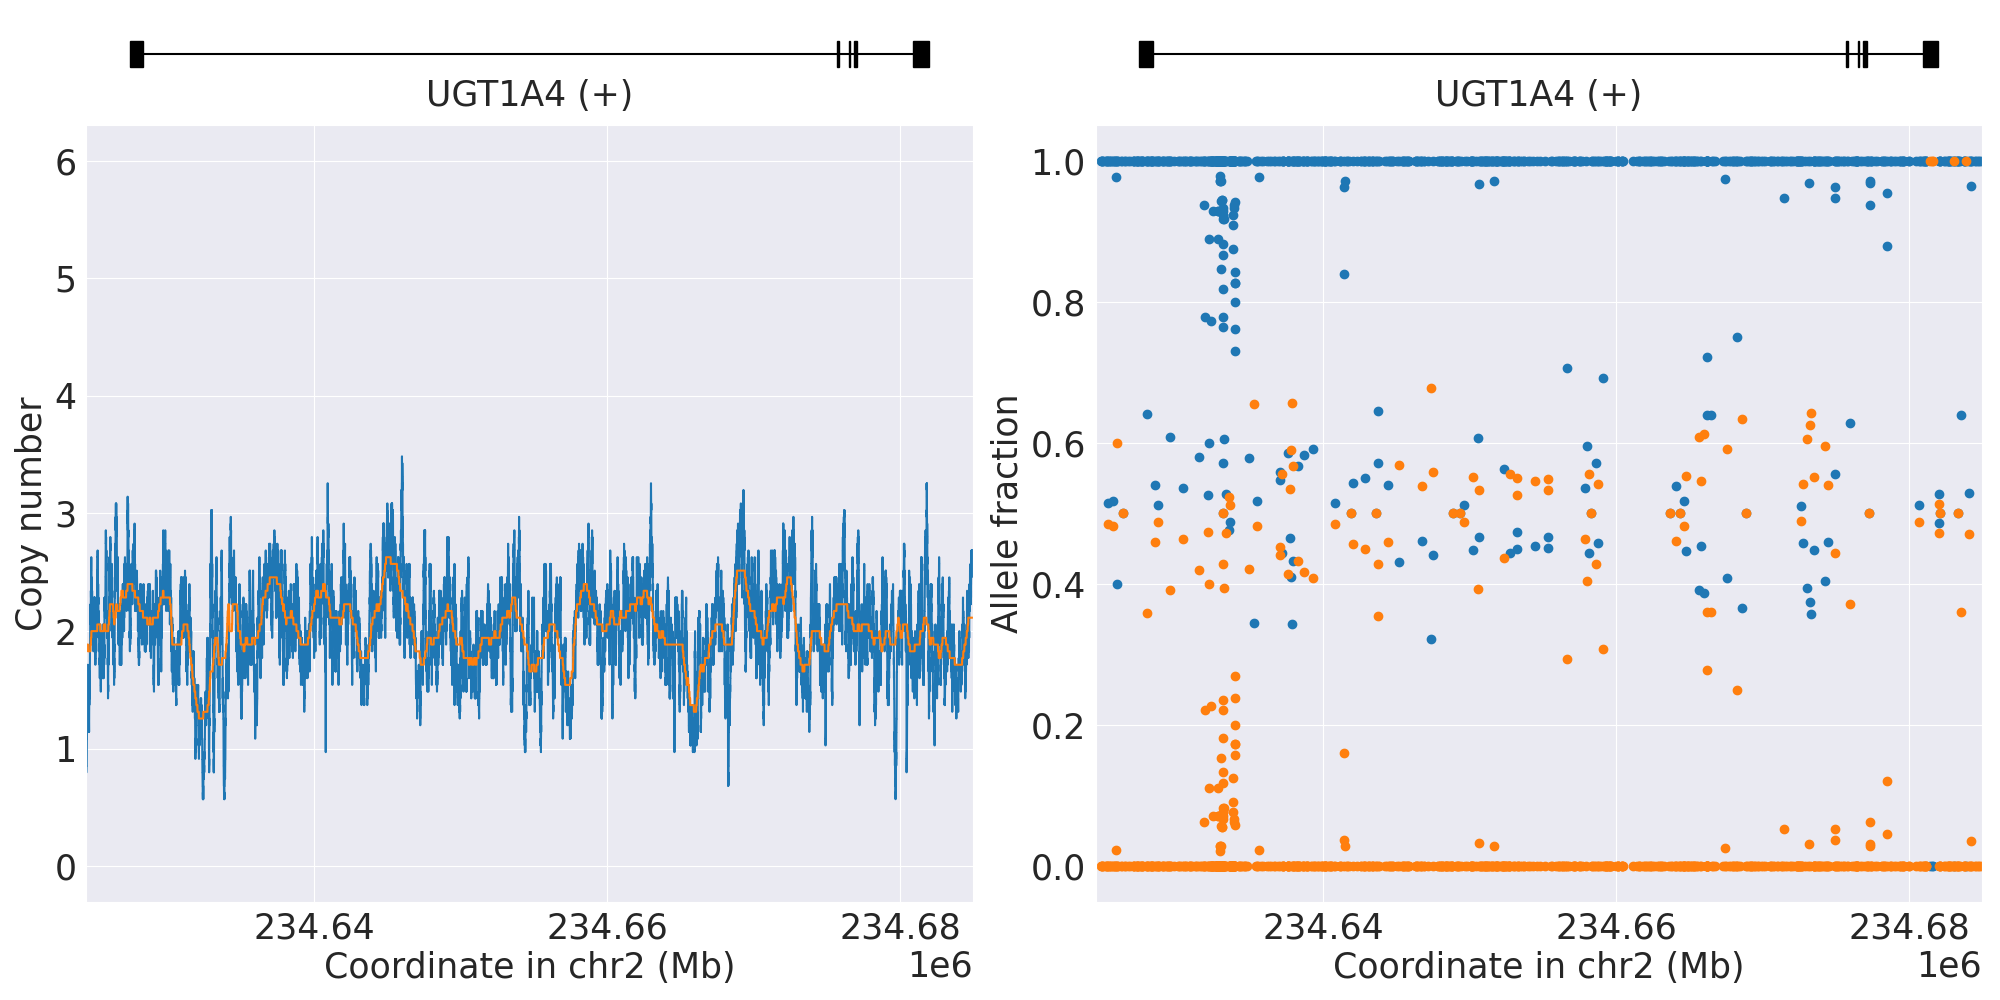 UGT1A4 (+)
6
5
4
3
2
1
0
Copy number
234.64
234.66
234.68
Coordinate in chr2 (Mb)
1e6
UGT1A4 (+)
1.0
0.8
0.6
0.4
0.2
0.0
Allele fraction
234.64
234.66
234.68
Coordinate in chr2 (Mb)
1e6